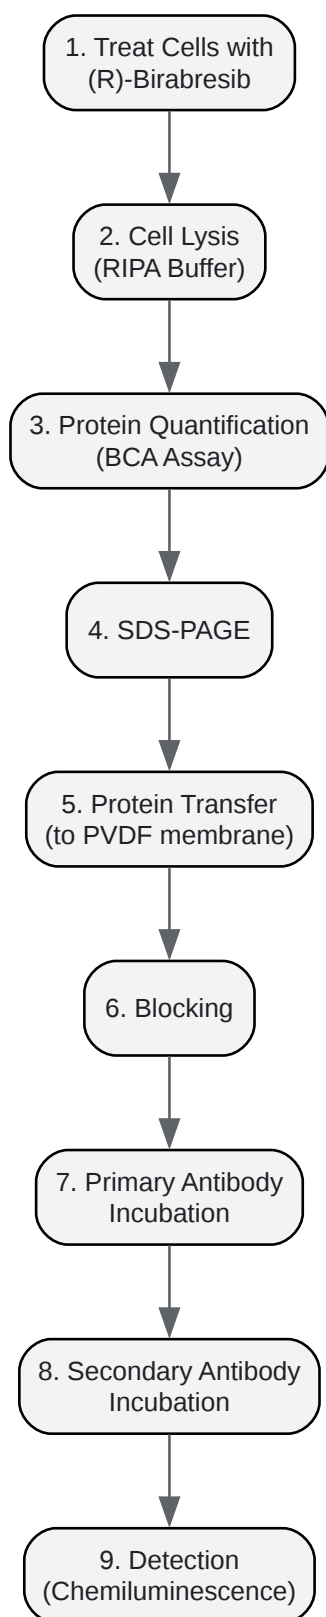 1. Treat Cells with
(R)-Birabresib
2. Cell Lysis
(RIPA Buffer)
3. Protein Quantification
(BCA Assay)
4. SDS-PAGE
5. Protein Transfer
(to PVDF membrane)
6. Blocking
7. Primary Antibody
Incubation
8. Secondary Antibody
Incubation
9. Detection
(Chemiluminescence)